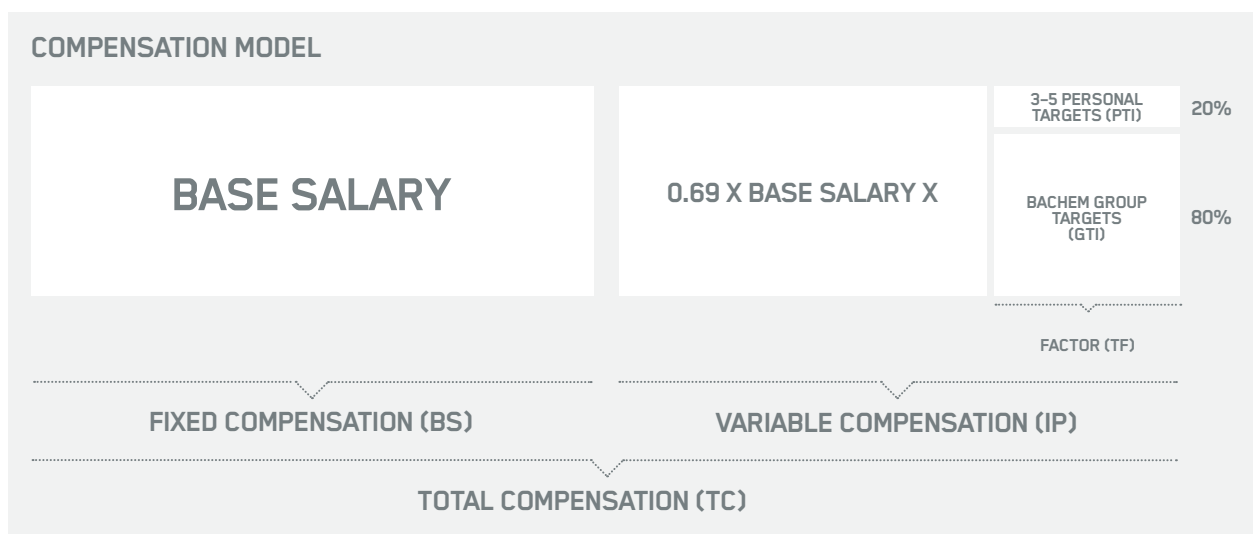 COMPENSATION MODEL
BASE SALARY
0.69 X BASE SALARY X
3–5 PERSONAL
TARGETS (PTI)
20%
BACHEM GROUP
TARGETS
(GTI)
80%
FACTOR (TF)
FIXED COMPENSATION (BS)
VARIABLE COMPENSATION (IP)
TOTAL COMPENSATION (TC)